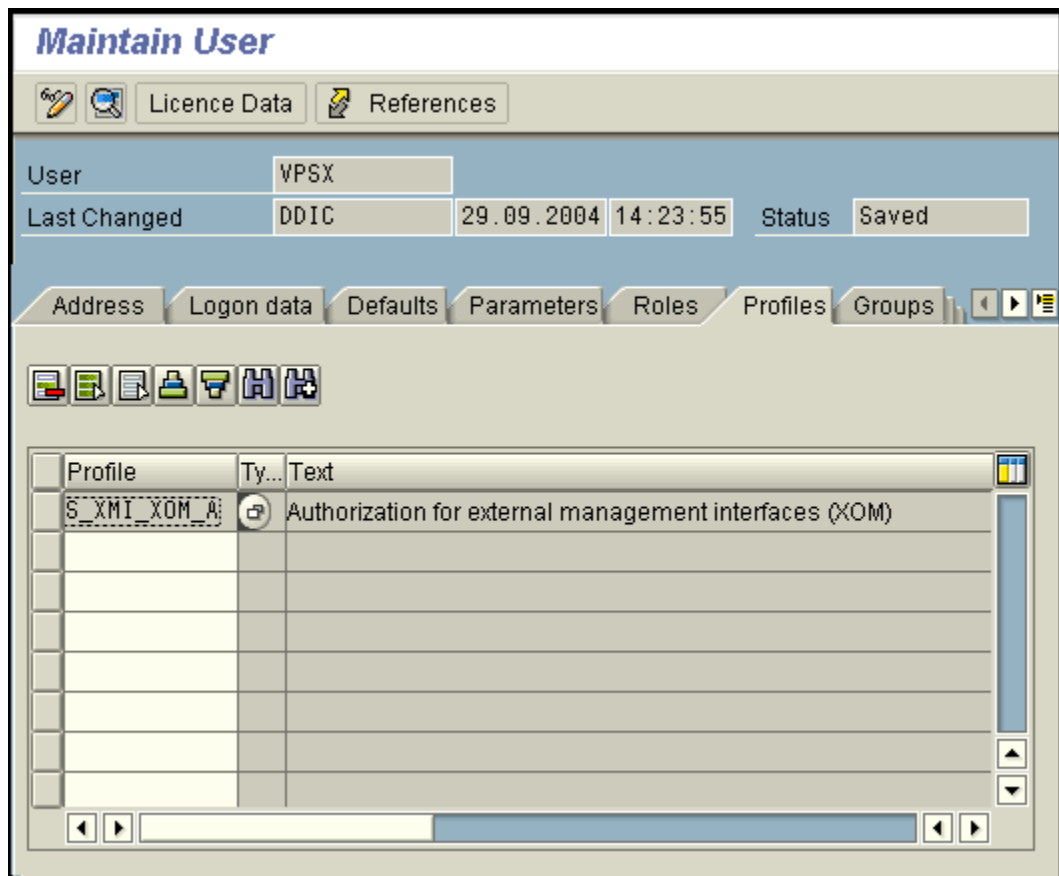 Maintain User
Licence Data References
User VPSX
Last Changed DDIC 29.09.2004 14:23:55 Status Saved
Address Logon data Defaults Parameters Roles Profiles Groups
Profile Ty... Text
S_XMI_XOM_A Authorization for external management interfaces (XOM)